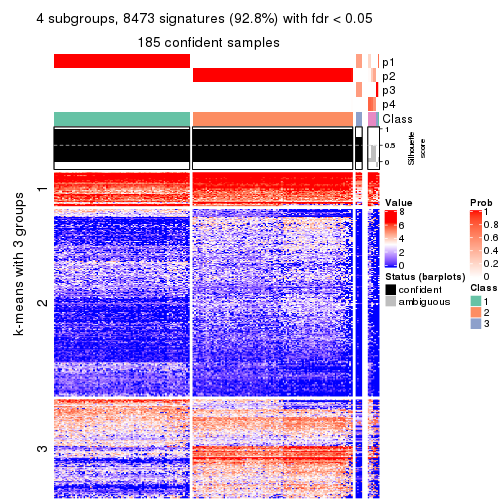 4 subgroups, 8473 signatures (92.8%) with fdr < 0.05
185 confident samples
p1
p2
p3
p4
Class
1
0.5
0
Silhouette
score
k-means with 3 groups
1
2
3
Value
8
6
4
2
0
Status (barplots)
confident
ambiguous
Prob
1
0.8
0.6
0.4
0.2
0
Class
1
2
3